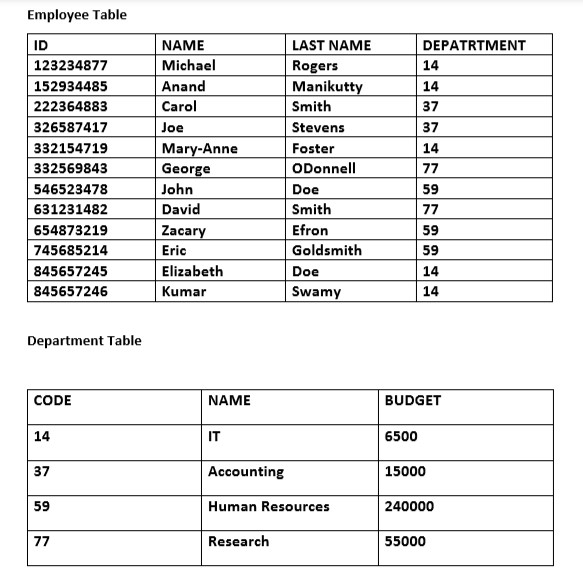 Employee Table
ID NAME LAST NAME DEPATRTMENT
123234877 Michael Rogers 14
152934485 Anand Manikutty 14
222364883 Carol Smith 37
326587417 Joe Stevens 37
332154719 Mary-Anne Foster 14
332569843 George ODonnell 77
546523478 John Doe 59
631231482 David Smith 77
654873219 Zacary Efron 59
745685214 Eric Goldsmith 59
845657245 Elizabeth Doe 14
845657246 Kumar Swamy 14
Department Table
CODE NAME BUDGET
14 IT 6500
37 Accounting 15000
59 Human Resources 240000
77 Research 55000